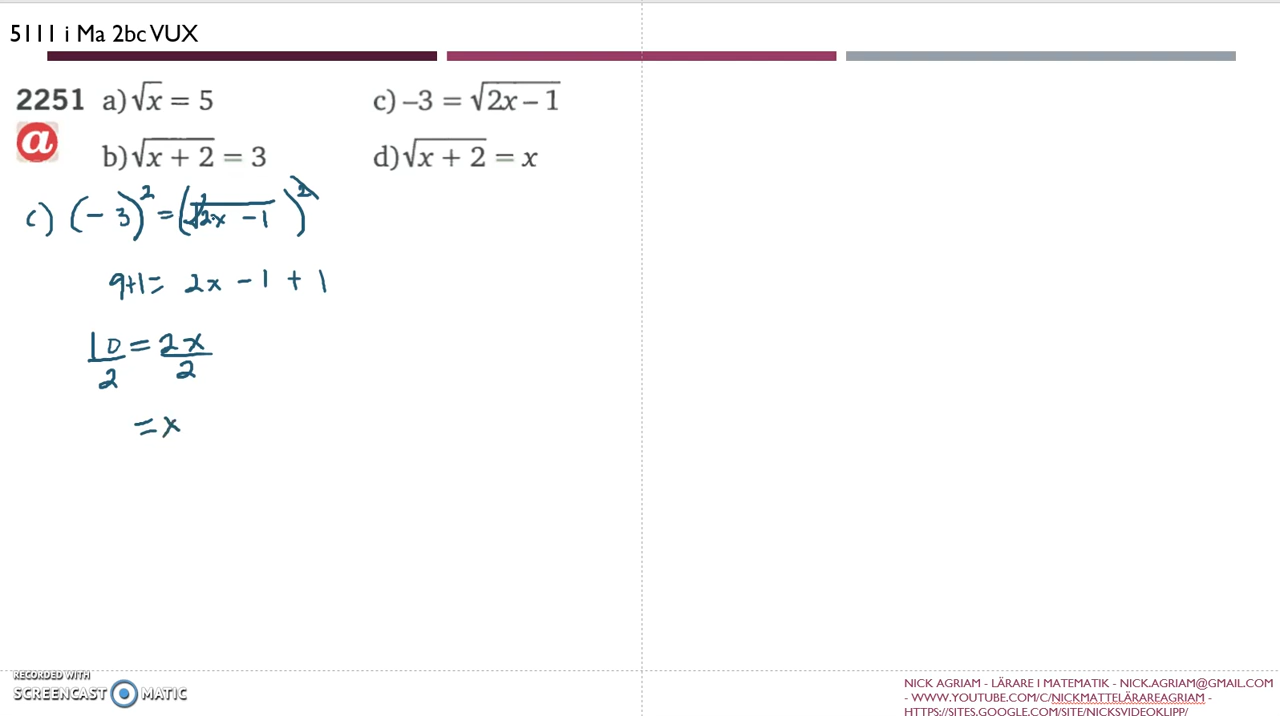 5111 i Ma 2bc VUX
2251 a) √x = 5
c) –3 = √2x – 1
a
b) √x + 2 = 3
d) √x + 2 = x
c) (- 3)² = (√2x - 1)²
9+1 = 2x - 1 + 1
10/2 = 2x/2
= x
RECORDED WITH
SCREENCAST MATIC
NICK AGRIAM - LÄRARE I MATEMATIK - NICK.AGRIAM@GMAIL.COM
- WWW.YOUTUBE.COM/C/NICKMATTELÄRAREAGRIAM -
HTTPS://SITES.GOOGLE.COM/SITE/NICKSVIDEOKLIPP/